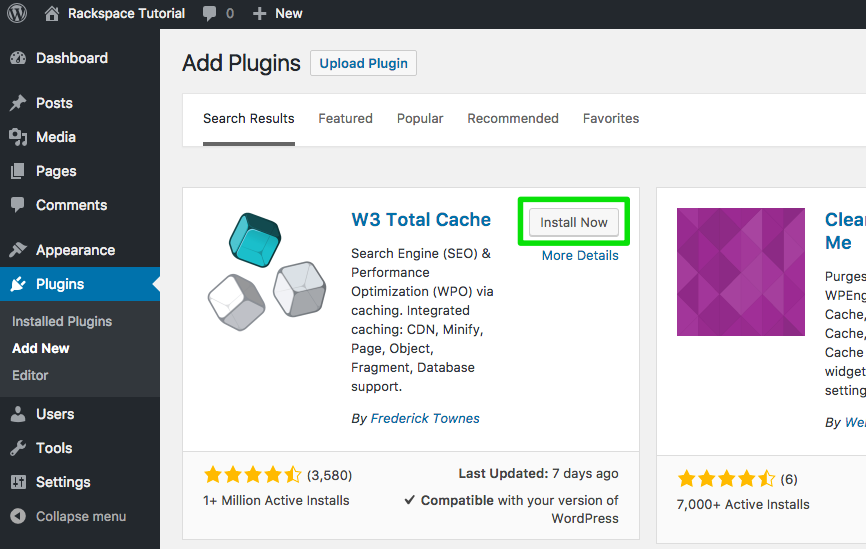 Rackspace Tutorial 0 New
Dashboard
Posts
Media
Pages
Comments
Appearance
Plugins
Installed Plugins
Add New
Editor
Users
Tools
Settings
Collapse menu
Add Plugins Upload Plugin
Search Results Featured Popular Recommended Favorites
W3 Total Cache
Install Now
More Details
Search Engine (SEO) &
Performance
Optimization (WPO) via
caching. Integrated
caching: CDN, Minify,
Page, Object,
Fragment, Database
support.
By Frederick Townes
(3,580)
1+ Million Active Installs
Last Updated: 7 days ago
Compatible with your version of
WordPress
Clear
Me
Purges
WPEng
Cache,
Cache,
Cache
widget
setting
By We
(6)
7,000+ Active Installs